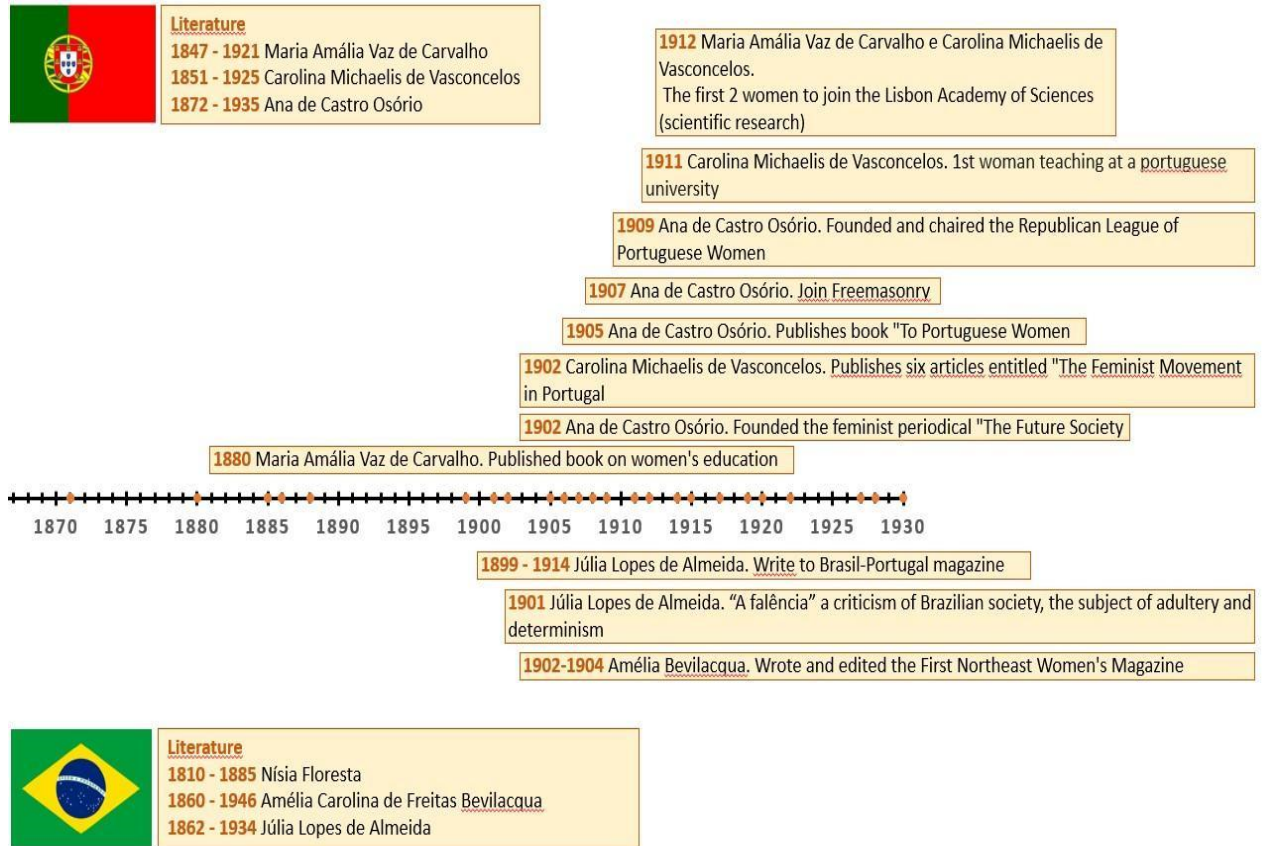 Literature
1847 - 1921 Maria Amália Vaz de Carvalho
1851 - 1925 Carolina Michaelis de Vasconcelos
1872 - 1935 Ana de Castro Osório
1912 Maria Amália Vaz de Carvalho e Carolina Michaelis de
Vasconcelos.
The first 2 women to join the Lisbon Academy of Sciences
(scientific research)
1911 Carolina Michaelis de Vasconcelos. 1st woman teaching at a portuguese
university
1909 Ana de Castro Osório. Founded and chaired the Republican League of
Portuguese Women
1907 Ana de Castro Osório. Join Freemasonry
1905 Ana de Castro Osório. Publishes book "To Portuguese Women
1902 Carolina Michaelis de Vasconcelos. Publishes six articles entitled "The Feminist Movement
in Portugal
1902 Ana de Castro Osório. Founded the feminist periodical "The Future Society
1880 Maria Amália Vaz de Carvalho. Published book on women's education
1870 1875 1880 1885 1890 1895 1900 1905 1910 1915 1920 1925 1930
1899 - 1914 Júlia Lopes de Almeida. Write to Brasil-Portugal magazine
1901 Júlia Lopes de Almeida. “A falência” a criticism of Brazilian society, the subject of adultery and
determinism
1902-1904 Amélia Bevilacqua. Wrote and edited the First Northeast Women's Magazine
Literature
1810 - 1885 Nísia Floresta
1860 - 1946 Amélia Carolina de Freitas Bevilacqua
1862 - 1934 Júlia Lopes de Almeida